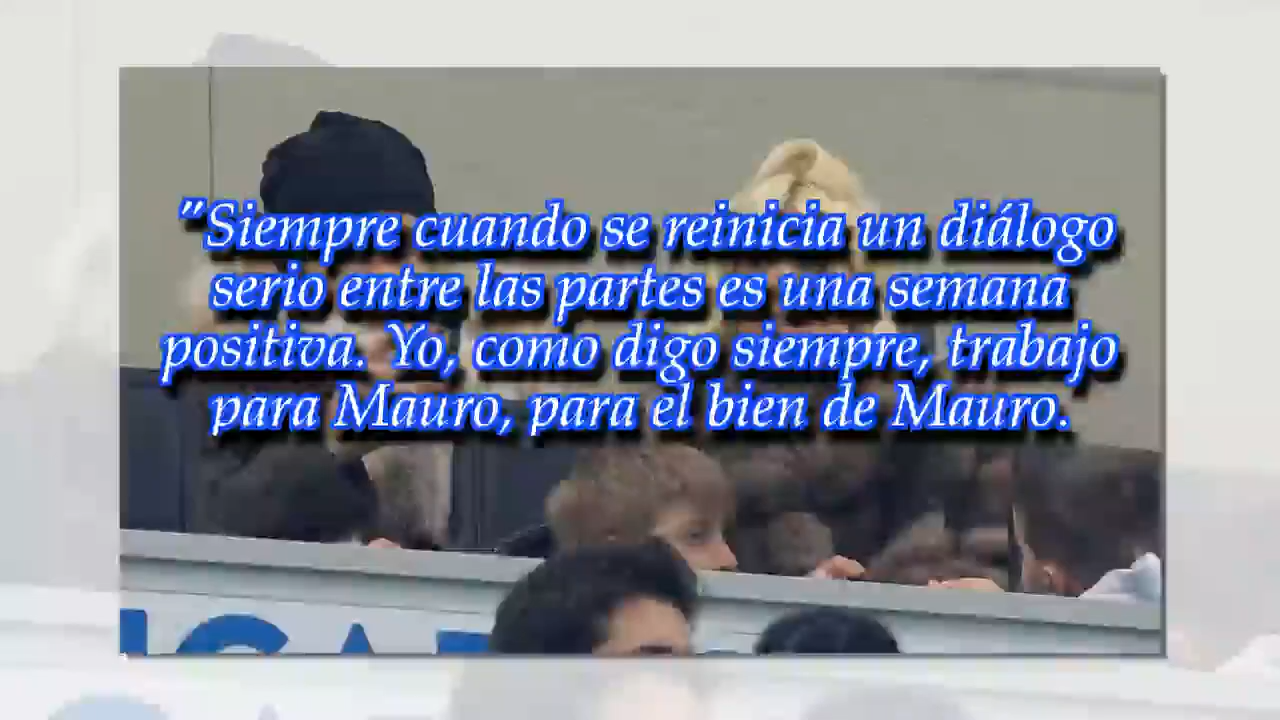 "Siempre cuando se reinicia un diálogo
serio entre las partes es una semana
positiva. Yo, como digo siempre, trabajo
para Mauro, para el bien de Mauro.